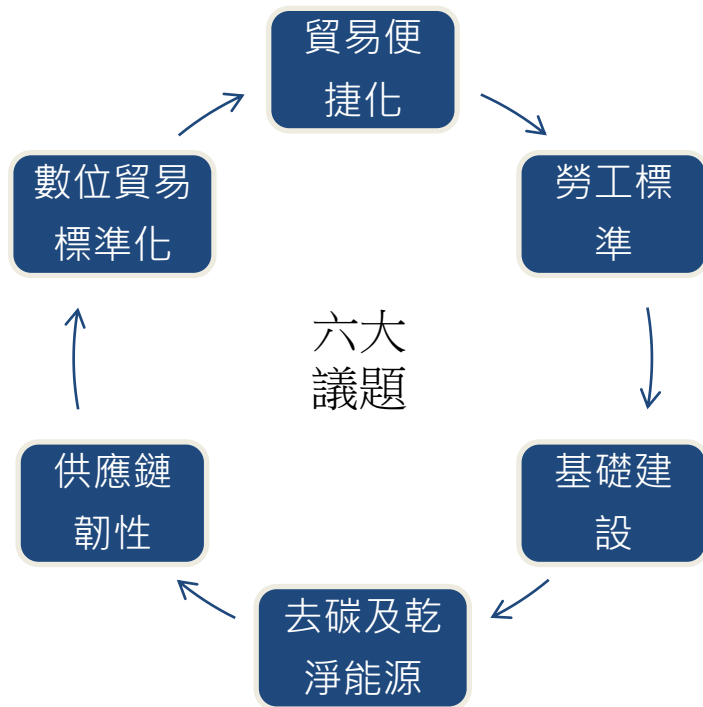 貿易便
捷化
勞工標
準
基礎建
設
去碳及乾
淨能源
供應鏈
韌性
數位貿易
標準化
六大
議題